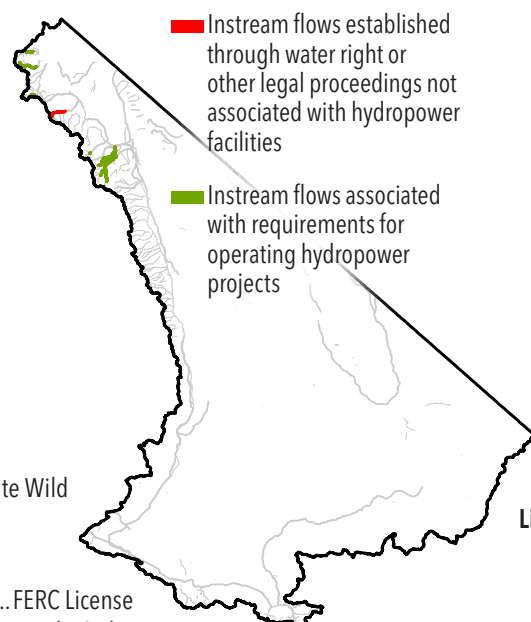 Instream flows established
through water right or
other legal proceedings not
associated with hydropower
facilities
Instream flows associated
with requirements for
operating hydropower
projects
te Wild
Li
...FERC License